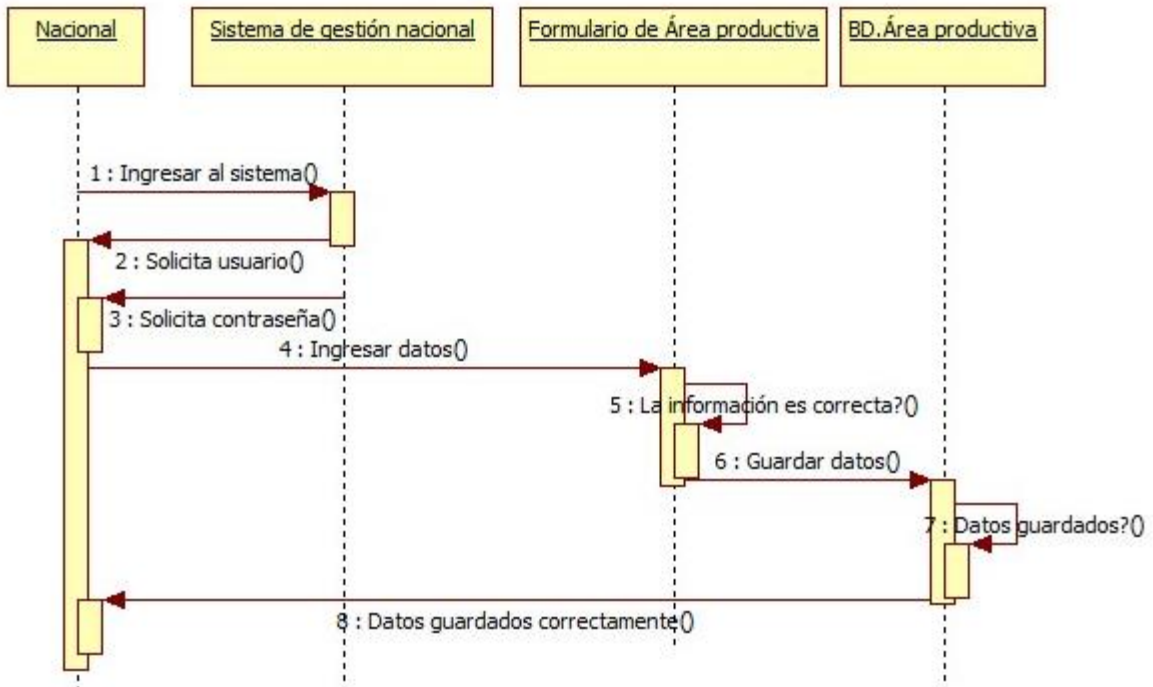 Nacional
Sistema de gestión nacional
Formulario de Área productiva
BD.Área productiva
1 : Ingresar al sistema()
2 : Solicita usuario()
3 : Solicita contraseña()
4 : Ingresar datos()
5 : La información es correcta?()
6 : Guardar datos()
7 : Datos guardados?()
8 : Datos guardados correctamente()